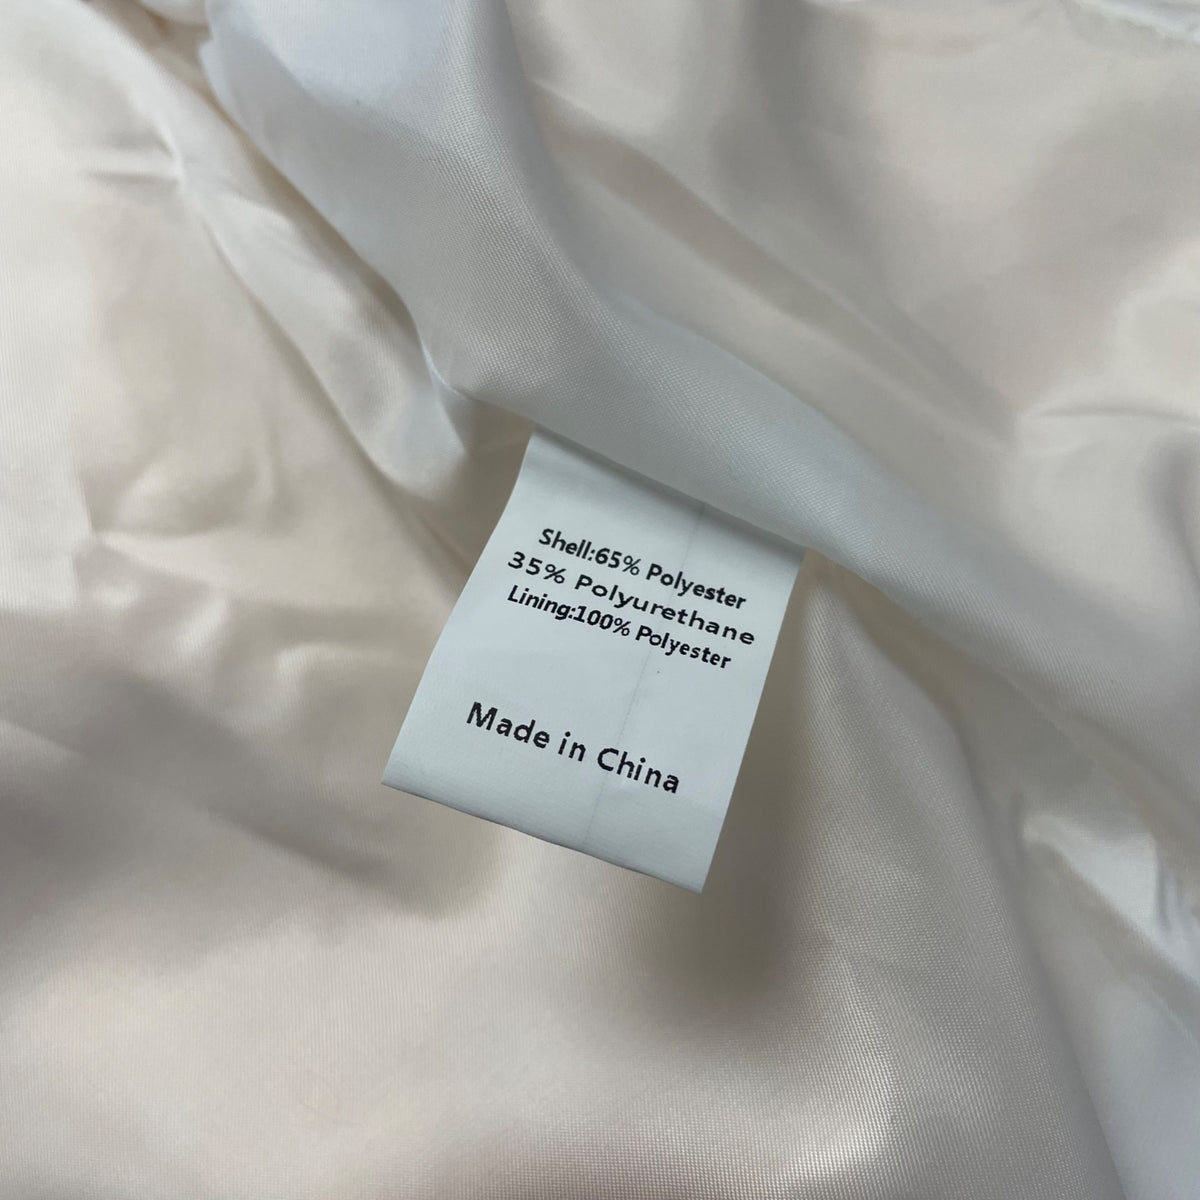 Shell:65% Polyester
35% Polyurethane
Lining:100% Polyester
Made in China